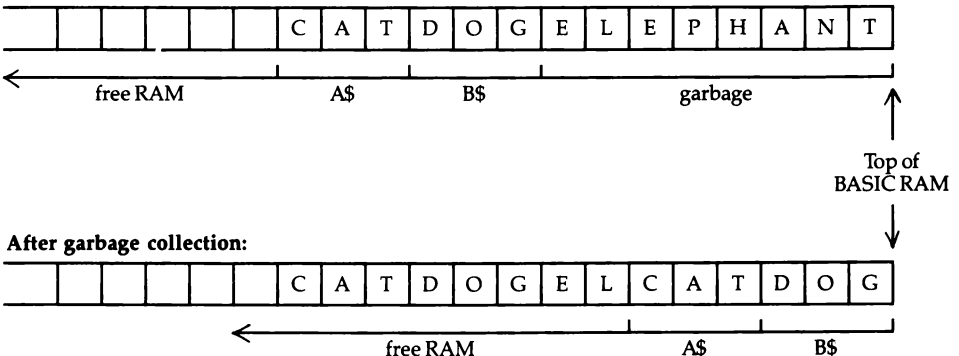 C A T D O G E L E P H A N T
free RAM A$ B$ garbage
Top of
BASIC RAM
After garbage collection:
C A T D O G E L C A T D O G
free RAM A$ B$